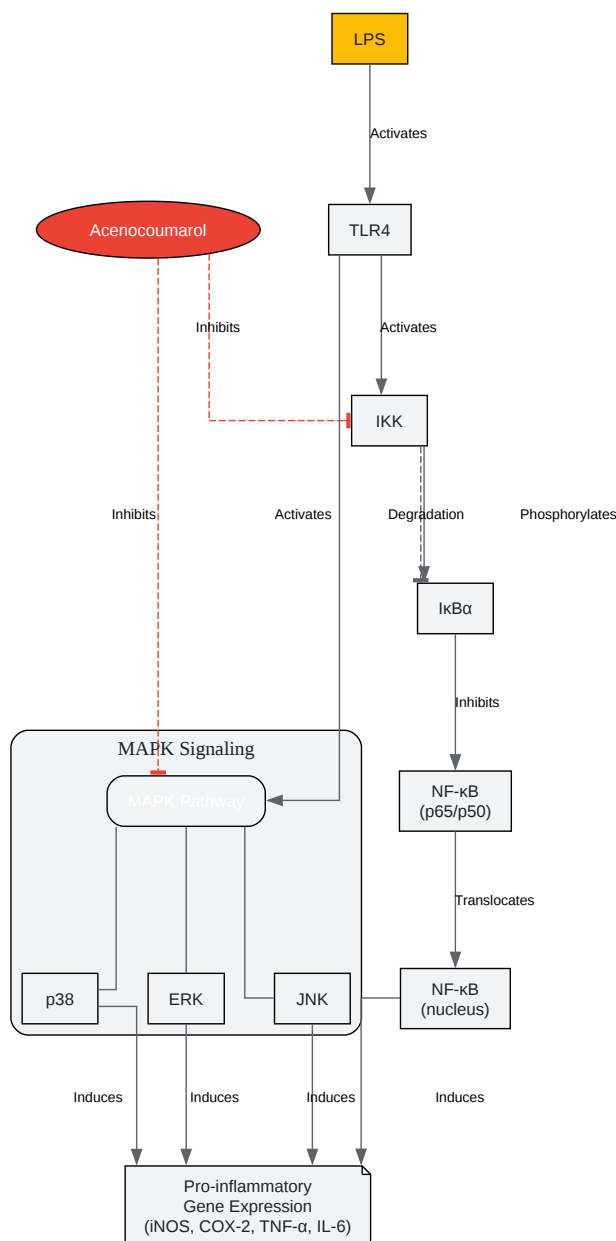 LPS
Activates
Acenocoumarol
TLR4
Inhibits
Activates
IKK
Inhibits
Activates
Degradation
Phosphorylates
IκBα
Inhibits
MAPK Signaling
MAPK Pathway
NF-κB
(p65/p50)
Translocates
p38
ERK
JNK
NF-κB
(nucleus)
Induces
Induces
Induces
Induces
Pro-inflammatory
Gene Expression
(iNOS, COX-2, TNF-α, IL-6)